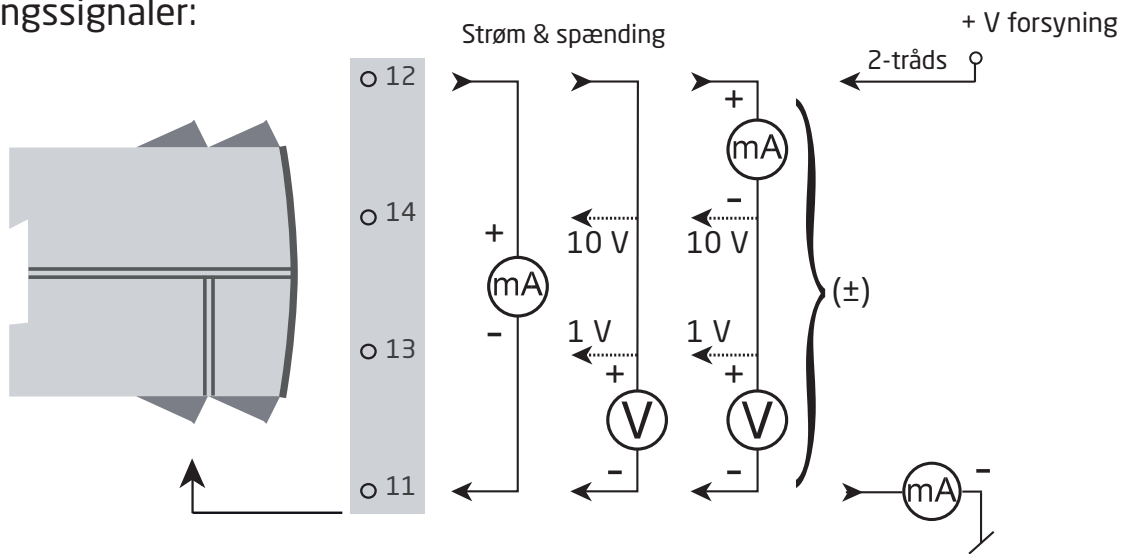 ngssignaler:
Strøm & spænding
+ V forsyning
2-tråds
12
14
13
11
+
mA
-
10 V
1 V
+
V
-
+
mA
-
10 V
1 V
+
V
-
(±)
mA
-